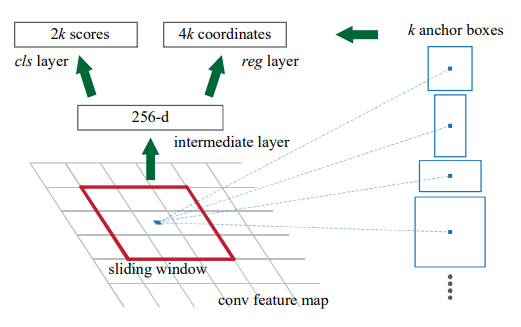 2k scores
4k coordinates
k anchor boxes
cls layer
reg layer
256-d
intermediate layer
sliding window
conv feature map